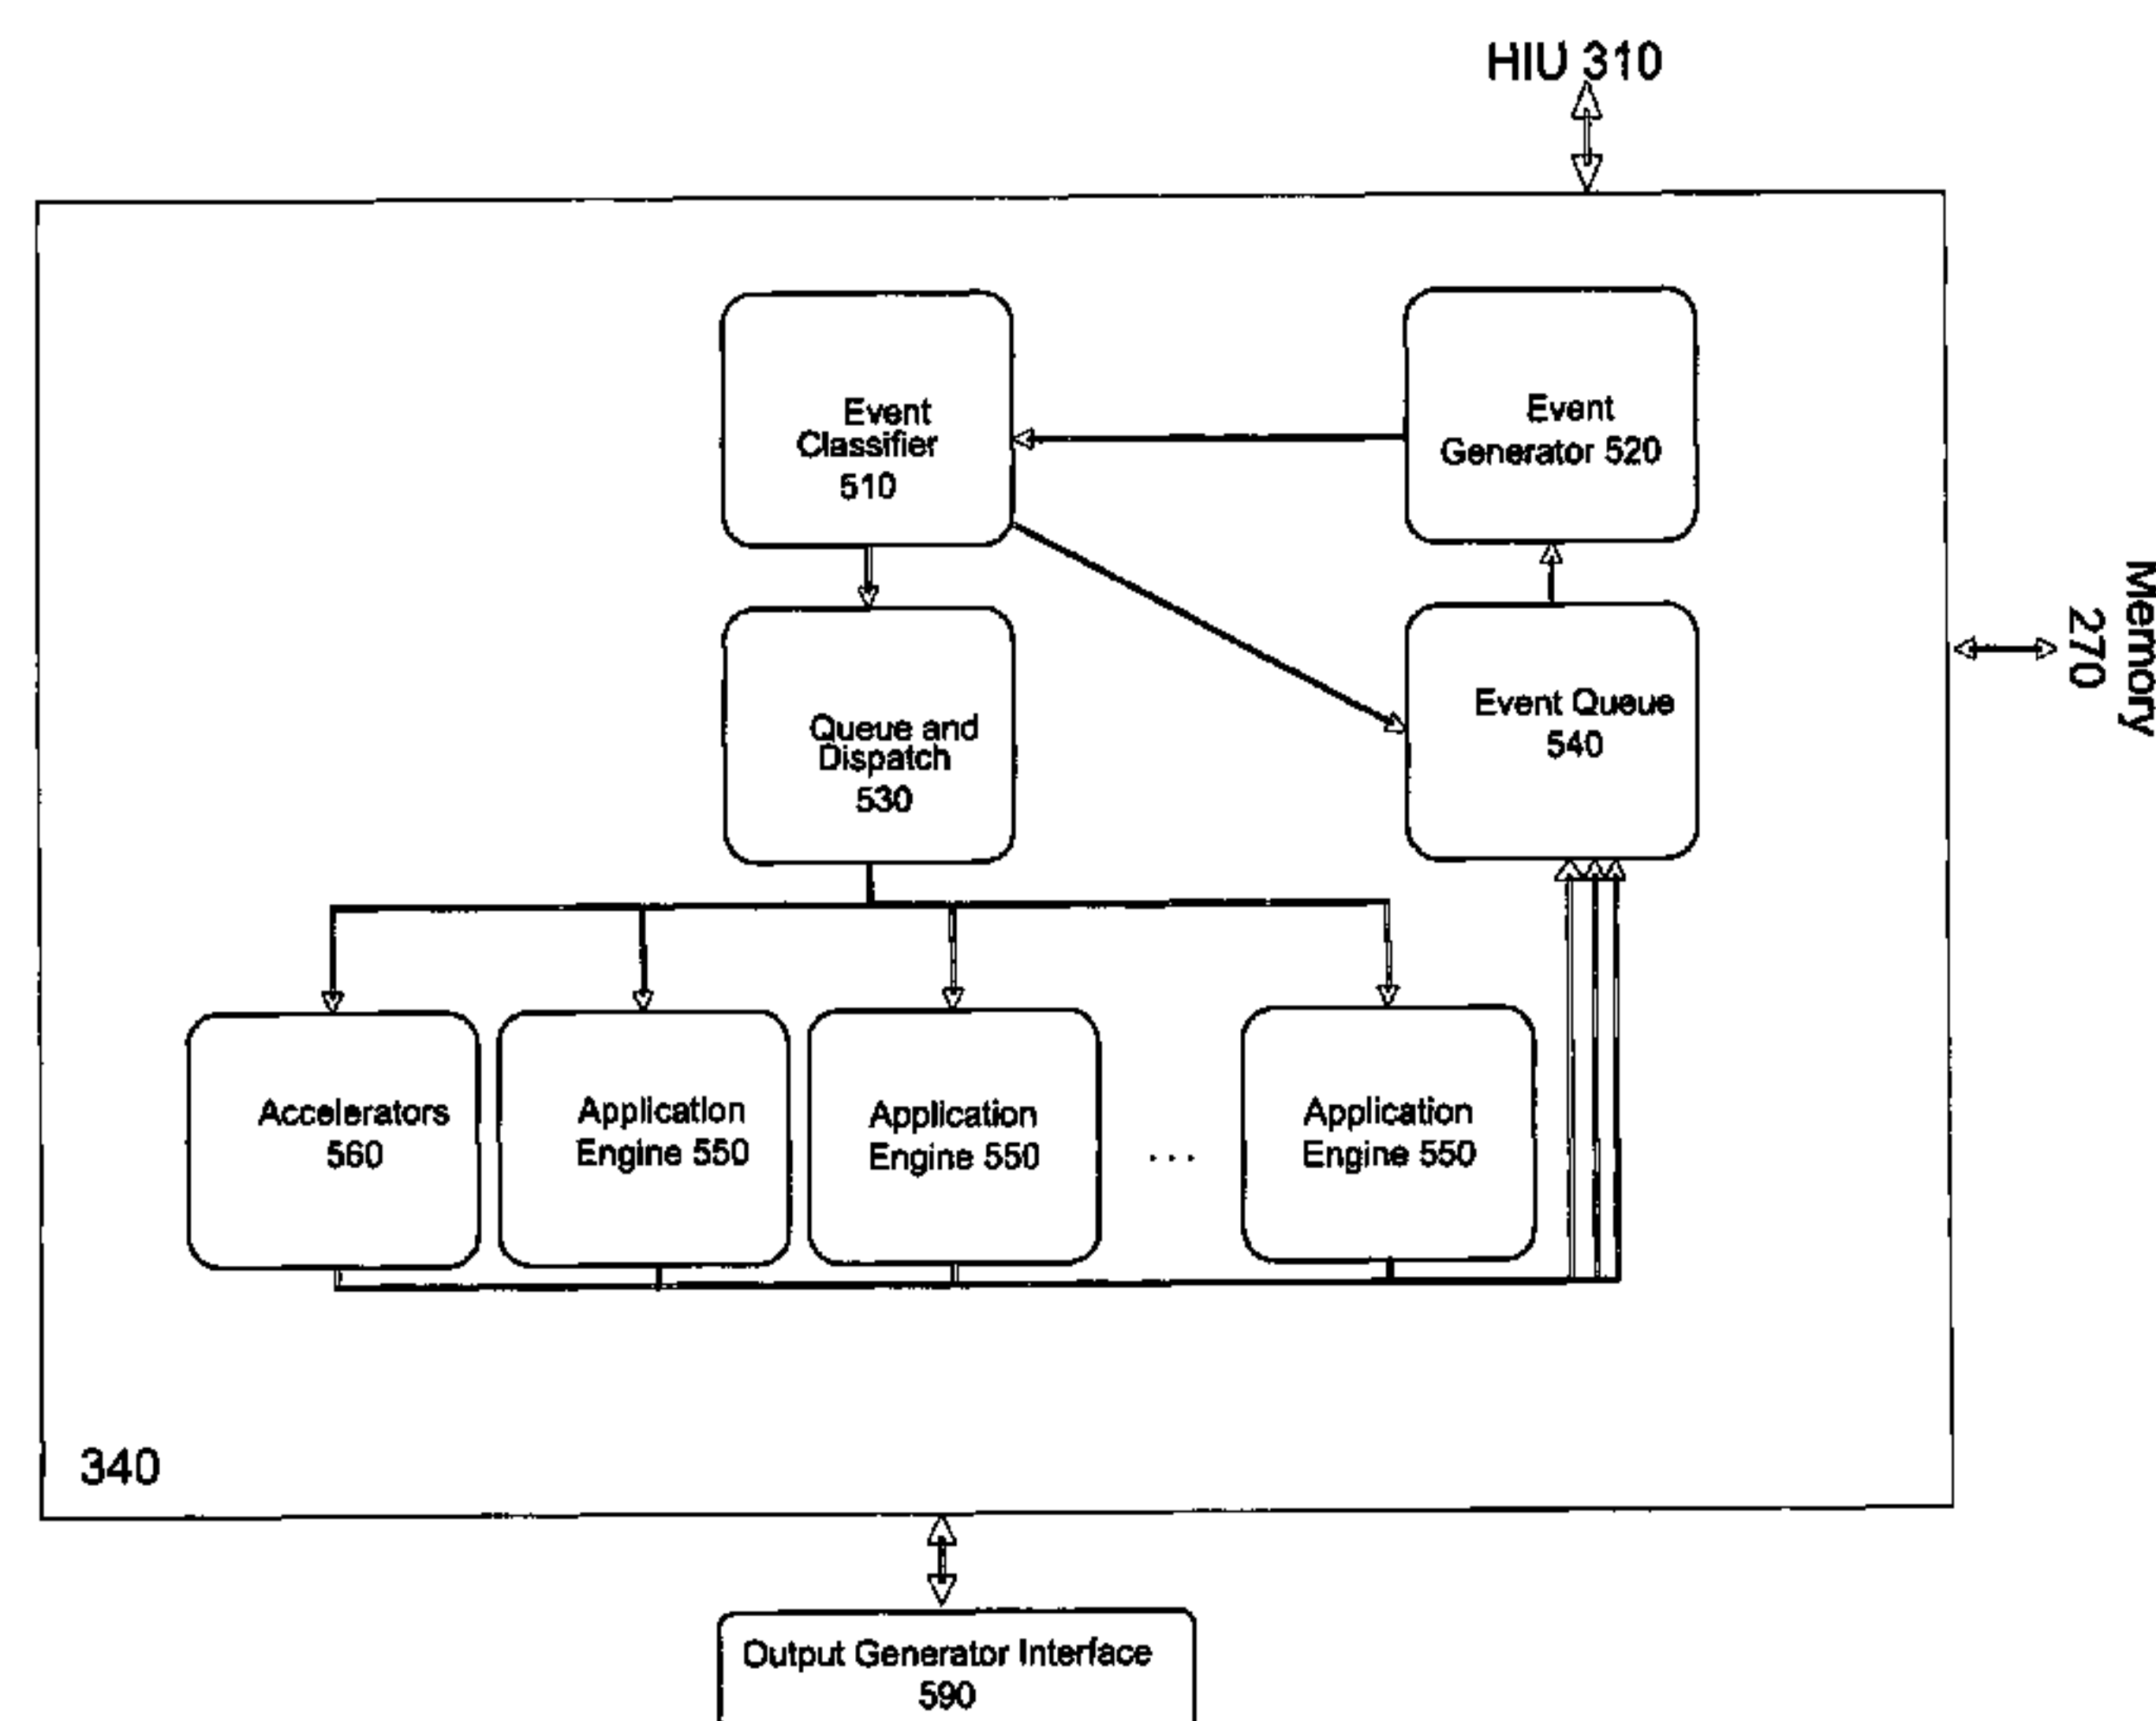 HIU 310
Event
Classifier
510
Event
Generator 520
Queue and
Dispatch
530
Event Queue
540
Memory
270
Accelerators
560
Application
Engine 550
Application
Engine 550
...
Application
Engine 550
340
Output Generator Interface
590